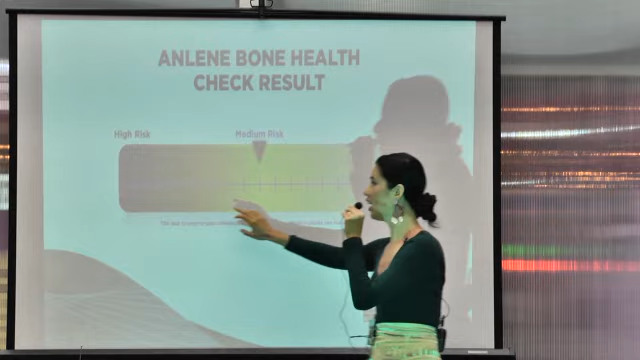 ANLENE BONE HEALTH
CHECK RESULT
High Risk
Medium Risk